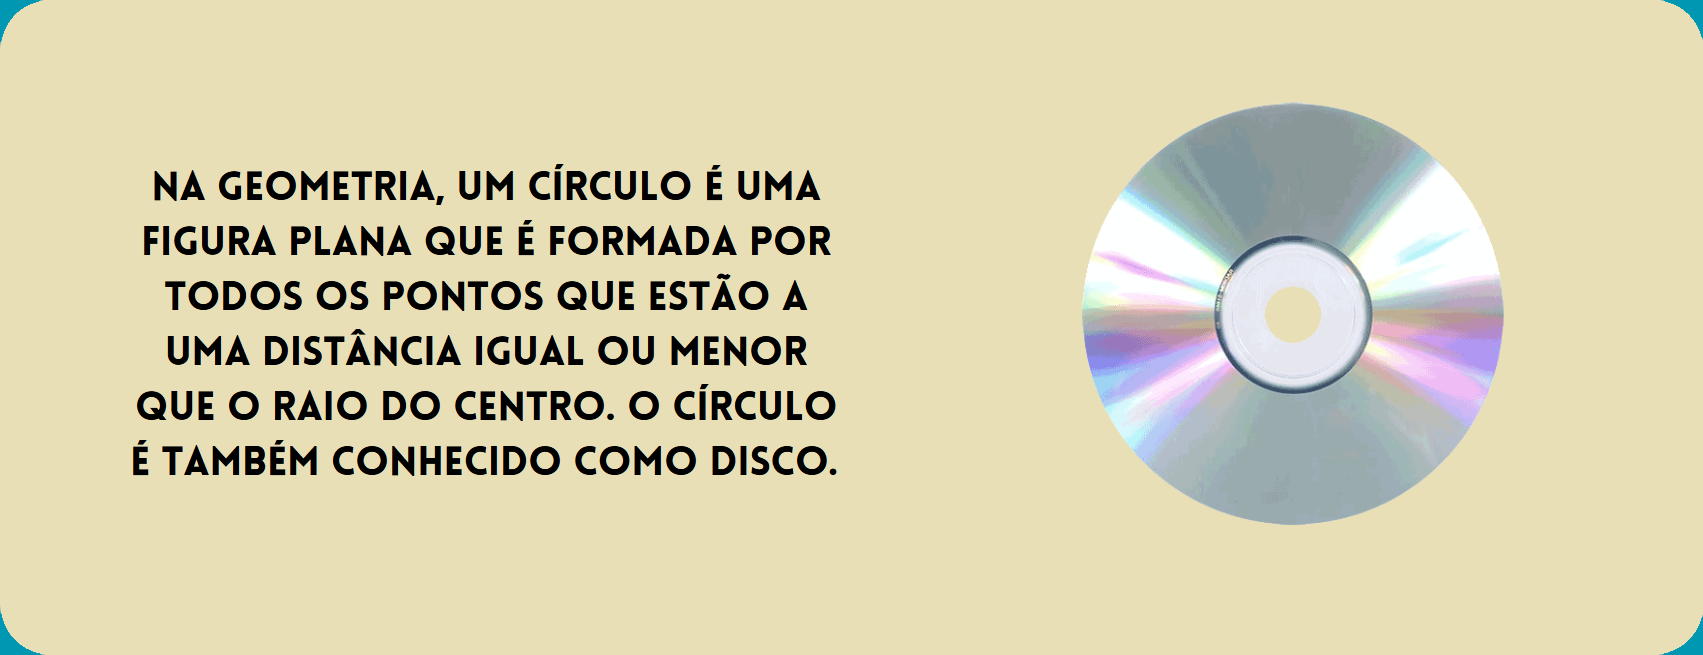 NA GEOMETRIA, UM CÍRCULO É UMA
FIGURA PLANA QUE É FORMADA POR
TODOS OS PONTOS QUE ESTÃO A
UMA DISTÂNCIA IGUAL OU MENOR
QUE O RAIO DO CENTRO. O CÍRCULO
É TAMBÉM CONHECIDO COMO DISCO.